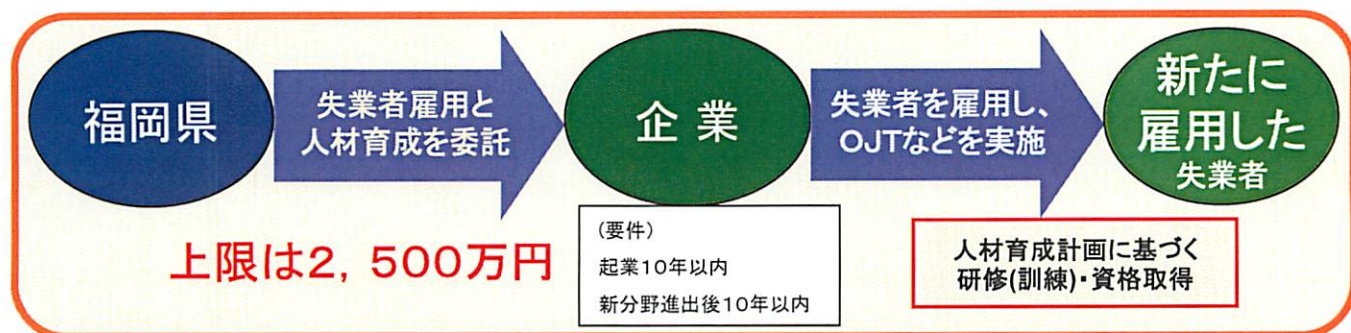 福岡県
失業者雇用と
人材育成を委託
企業
失業者を雇用し、
OJTなどを実施
新たに
雇用した
失業者
上限は2，500万円
(要件)
起業10年以内
新分野進出後10年以内
人材育成計画に基づく
研修(訓練)・資格取得